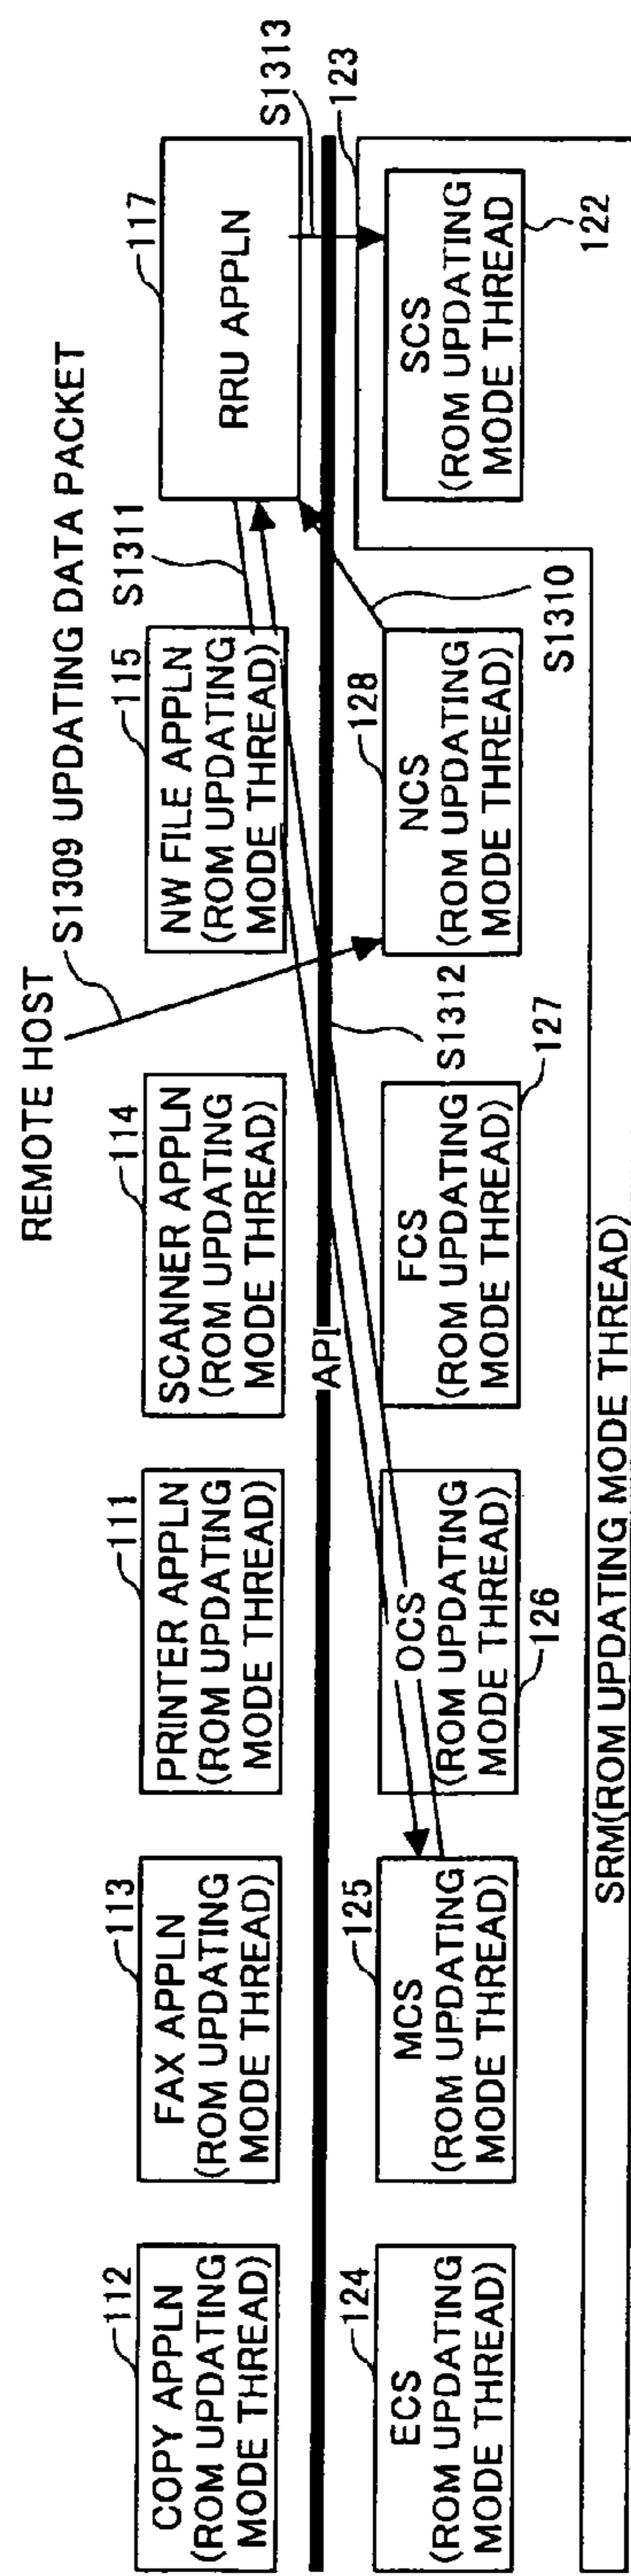 REMOTE HOST
S1309 UPDATING DATA PACKET
112
COPY APPLN
(ROM UPDATING
MODE THREAD)
113
FAX APPLN
(ROM UPDATING
MODE THREAD)
111
PRINTER APPLN
(ROM UPDATING
MODE THREAD)
114
SCANNER APPLN
(ROM UPDATING
MODE THREAD)
115
NW FILE APPLN
(ROM UPDATING
MODE THREAD)
S1311
117
RRU APPLN
S1313
API
123
124
ECS
(ROM UPDATING
MODE THREAD)
125
MCS
(ROM UPDATING
MODE THREAD)
OCS
(ROM UPDATING
MODE THREAD)
126
FCS
(ROM UPDATING
MODE THREAD)
127
S1312
128
NCS
(ROM UPDATING
MODE THREAD)
S1310
SCS
(ROM UPDATING
MODE THREAD
122
SRM(ROM UPDATING MODE THREAD)